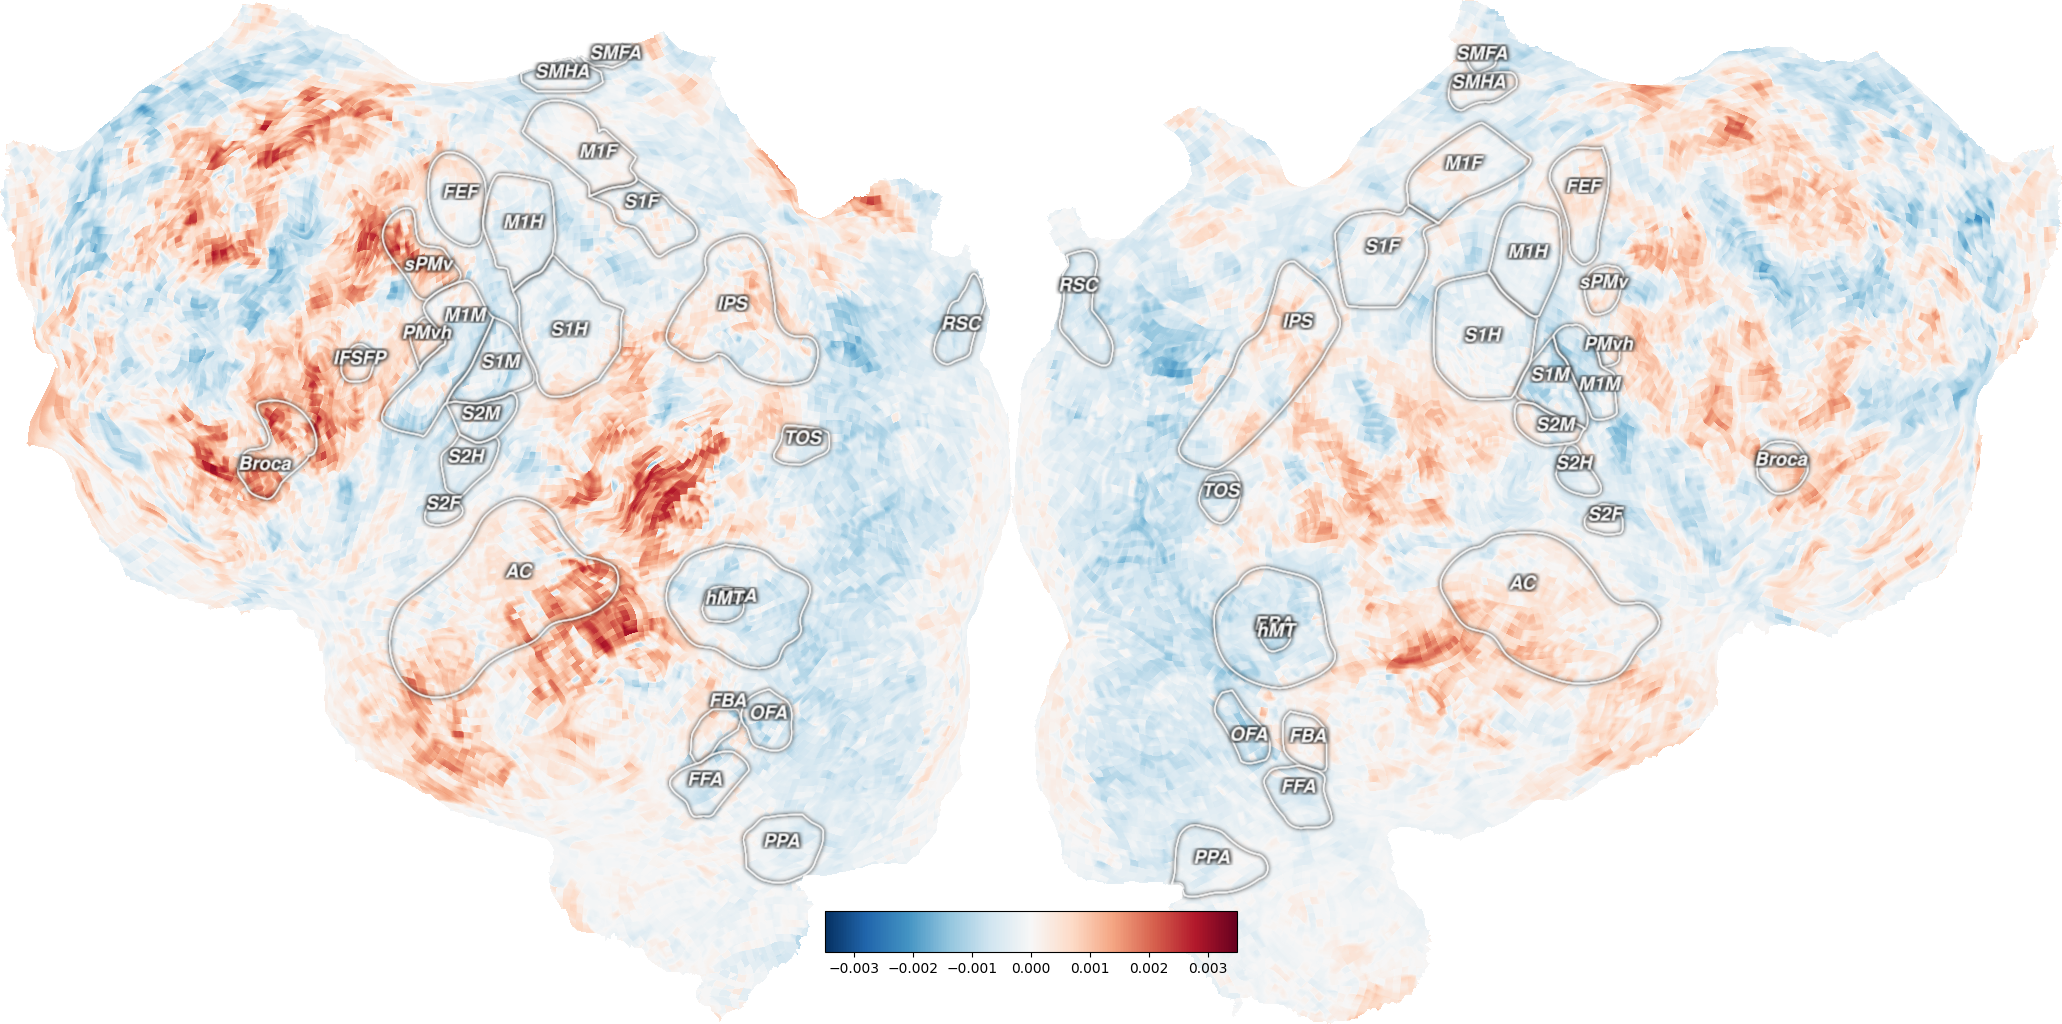 SMFA
SMHA
M1F
FEF
M1H
S1F
sPMv
M1M
PMvh
IFSFP
S1M
S1H
IPS
RSC
S2M
Broca
S2H
S2F
TOS
AC
hMT
FBA
OFA
FFA
PPA
SMFA
SMHA
M1F
FEF
S1F
M1H
sPMv
RSC
IPS
S1H
PMvh
S1M
M1M
S2M
S2H
Broca
TOS
S2F
AC
hMT
OFA
FBA
FFA
PPA
−0.003 −0.002 −0.001 0.000 0.001 0.002 0.003